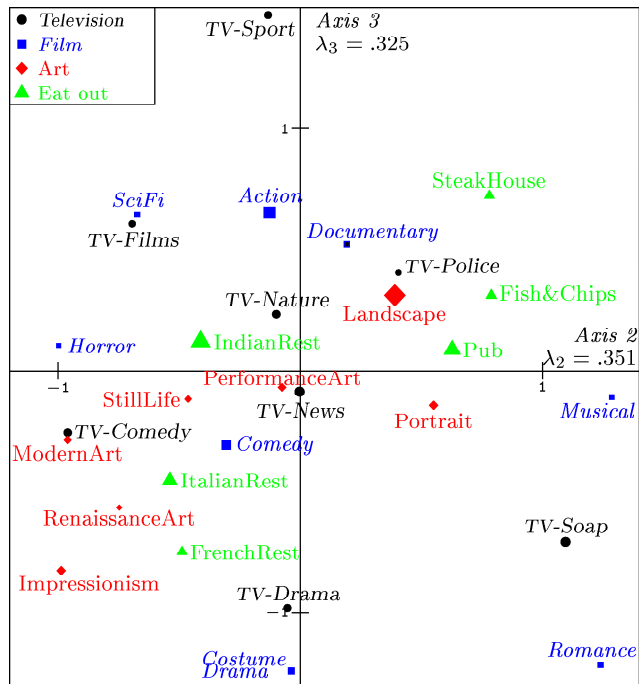 Television
Film
Art
Eat out
TV-Sport
Axis 3
λ₃ = .325
1
SteakHouse
SciFi
Action
TV-Films
Documentary
TV-Police
TV-Nature
Landscape
Fish&Chips
Axis 2
λ₂ = .351
Horror
IndianRest
Pub
-1
1
PerformanceArt
StillLife
TV-News
Portrait
Musical
TV-Comedy
ModernArt
Comedy
ItalianRest
RenaissanceArt
TV-Soap
FrenchRest
Impressionism
TV-Drama
-1
Costume
Drama
Romance